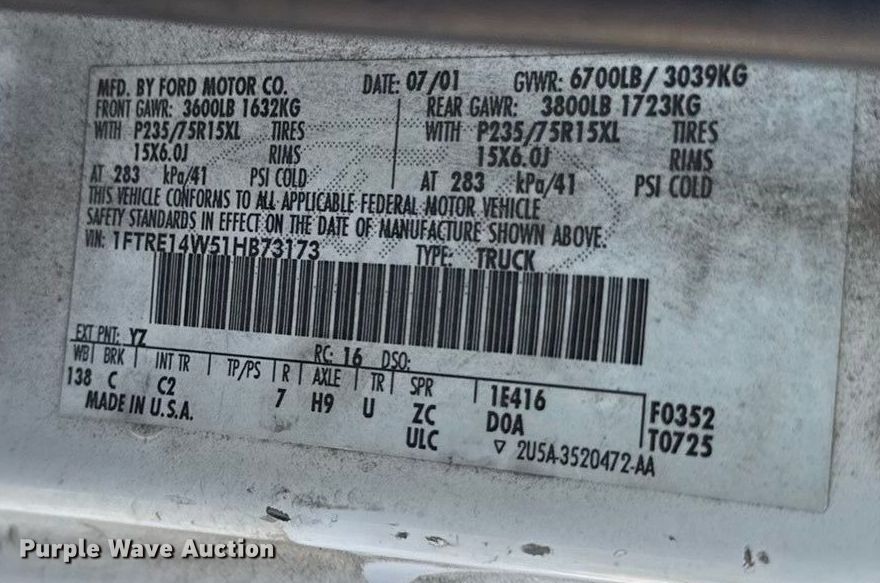 MFD. BY FORD MOTOR CO. DATE: 07/01 GVWR: 6700LB/ 3039KG
FRONT GAWR: 3600LB 1632KG REAR GAWR: 3800LB 1723KG
WITH P235/75R15XL TIRES WITH P235/75R15XL TIRES
15X6.0J RIMS 15X6.0J RIMS
AT 283 kPa/41 PSI COLD AT 283 kPa/41 PSI COLD
THIS VEHICLE CONFORMS TO ALL APPLICABLE FEDERAL MOTOR VEHICLE
SAFETY STANDARDS IN EFFECT ON THE DATE OF MANUFACTURE SHOWN ABOVE.
VIN: 1FTRE14W51HB73173 TYPE: TRUCK
EXT PNT: YZ RC: 16 DSO:
WB BRK INT TR TP/PS R AXLE TR SPR
138 C C2 7 H9 U ZC 1E416 F0352
MADE IN U.S.A. ULC DOA T0725
▽ 2U5A-3520472-AA
Purple Wave Auction